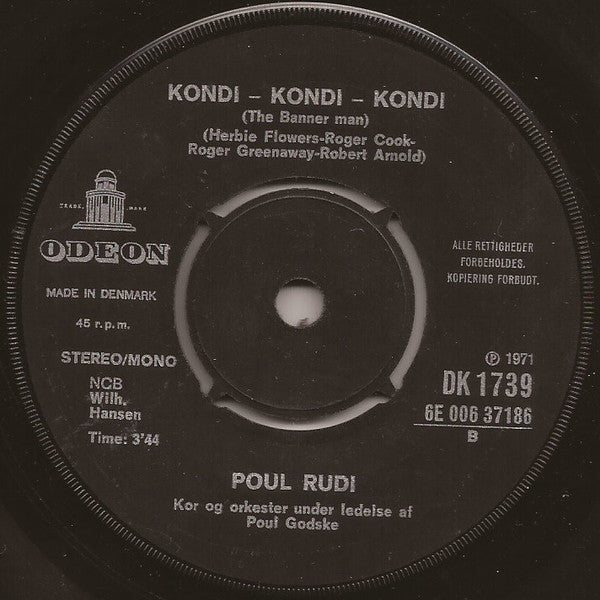 KONDI – KONDI – KONDI
(The Banner man)
(Herbie Flowers-Roger Cook-
Roger Greenaway-Robert Arnold)
TRADE MARK
ODEON
MADE IN DENMARK
45 r.p.m.
STEREO/MONO
NCB
Wilh.
Hansen
Time: 3'44
ALLE RETTIGHEDER
FORBEHOLDES.
KOPIERING FORBUDT.
Ⓟ 1971
DK 1739
6E 006 37186
B
POUL RUDI
Kor og orkester under ledelse af
Poul Godske